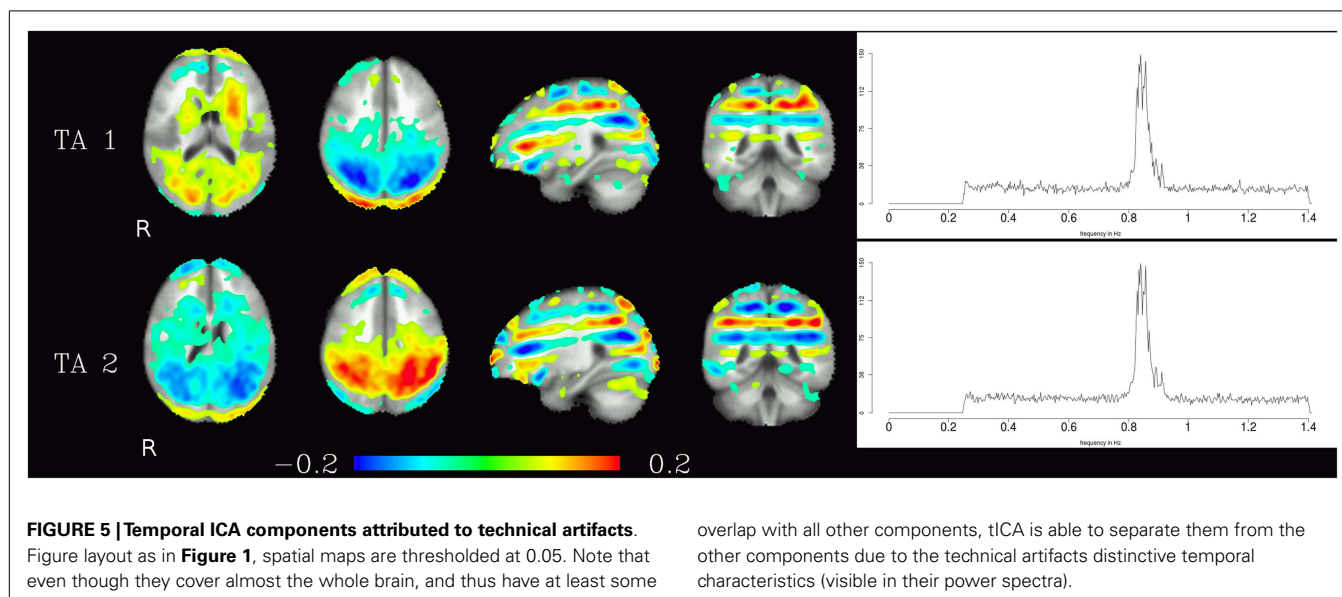 TA 1
R
150
112
75
38
0
0
0.2
0.4
0.6
0.8
1
1.2
1.4
frequency in Hz
TA 2
R
−0.2
0.2
150
112
75
38
0
0
0.2
0.4
0.6
0.8
1
1.2
1.4
frequency in Hz
FIGURE 5 | Temporal ICA components attributed to technical artifacts.
Figure layout as in Figure 1, spatial maps are thresholded at 0.05. Note that
even though they cover almost the whole brain, and thus have at least some
overlap with all other components, tICA is able to separate them from the
other components due to the technical artifacts distinctive temporal
characteristics (visible in their power spectra).